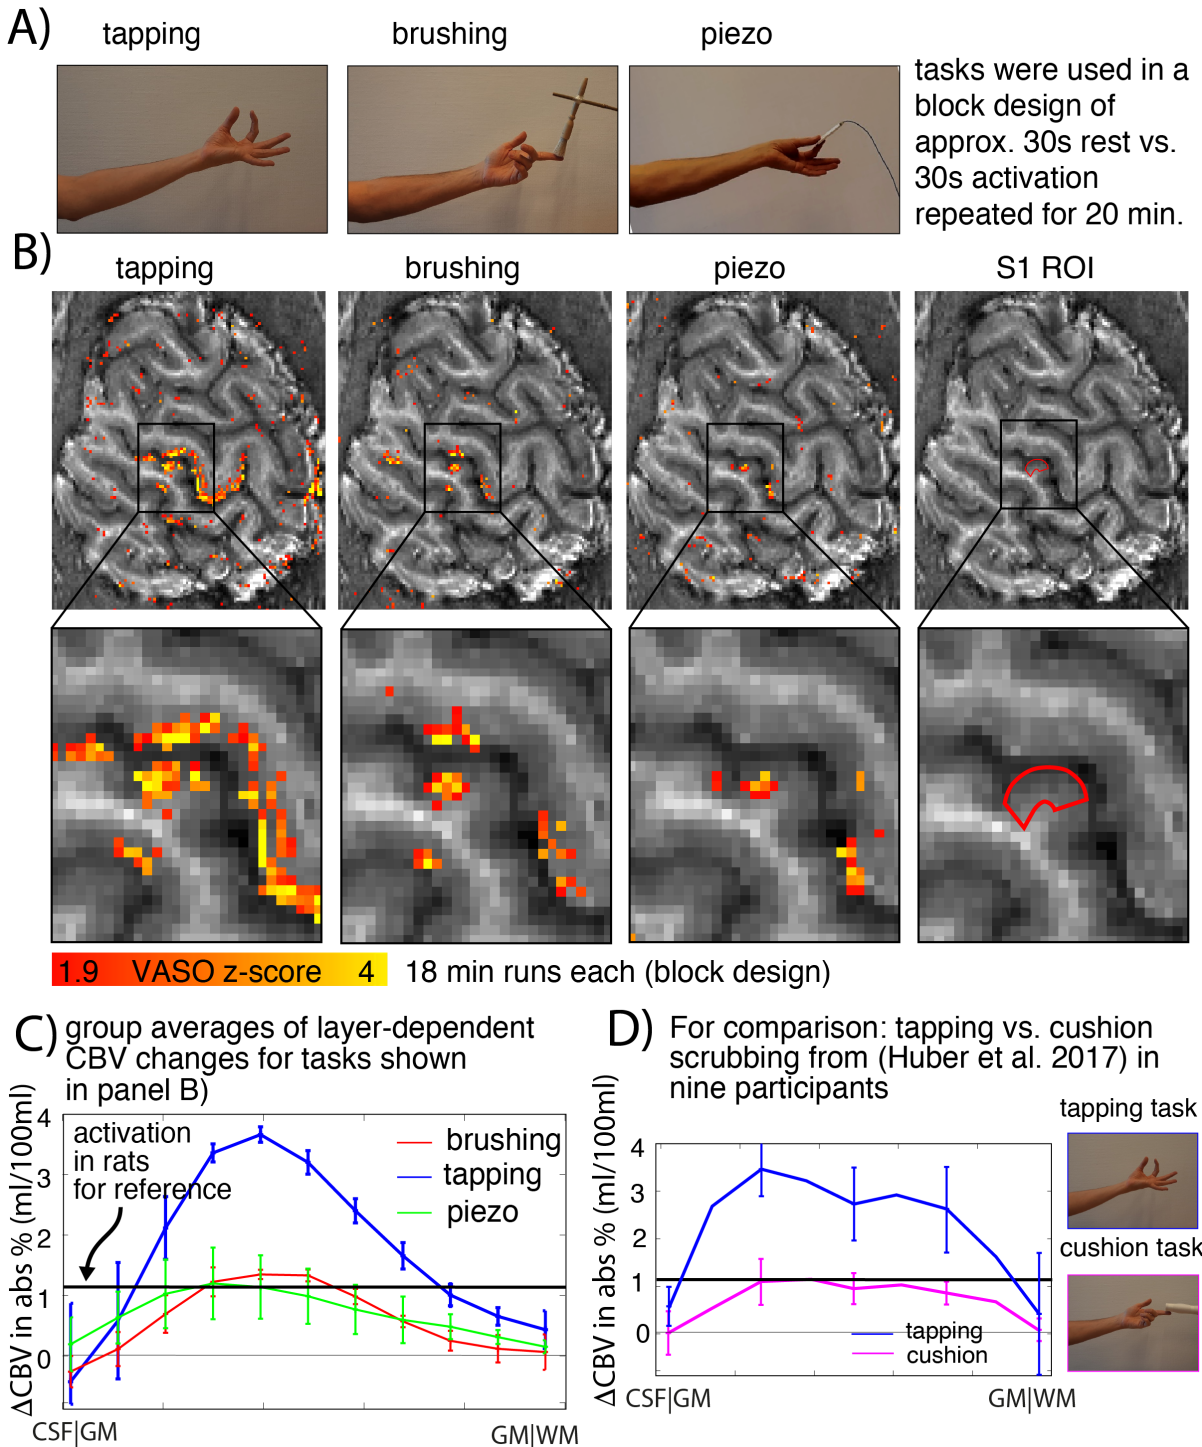 A)
tapping
brushing
piezo
tasks were used in a
block design of
approx. 30s rest vs.
30s activation
repeated for 20 min.
B)
tapping
brushing
piezo
S1 ROI
1.9 VASO z-score 4
18 min runs each (block design)
C)
group averages of layer-dependent
CBV changes for tasks shown
in panel B)
ΔCBV in abs % (ml/100ml)
4
3
2
1
0
activation
in rats
for reference
brushing
tapping
piezo
CSF|GM
GM|WM
D)
For comparison: tapping vs. cushion
scrubbing from (Huber et al. 2017) in
nine participants
ΔCBV in abs % (ml/100ml)
4
3
2
1
0
tapping
cushion
CSF|GM
GM|WM
tapping task
cushion task